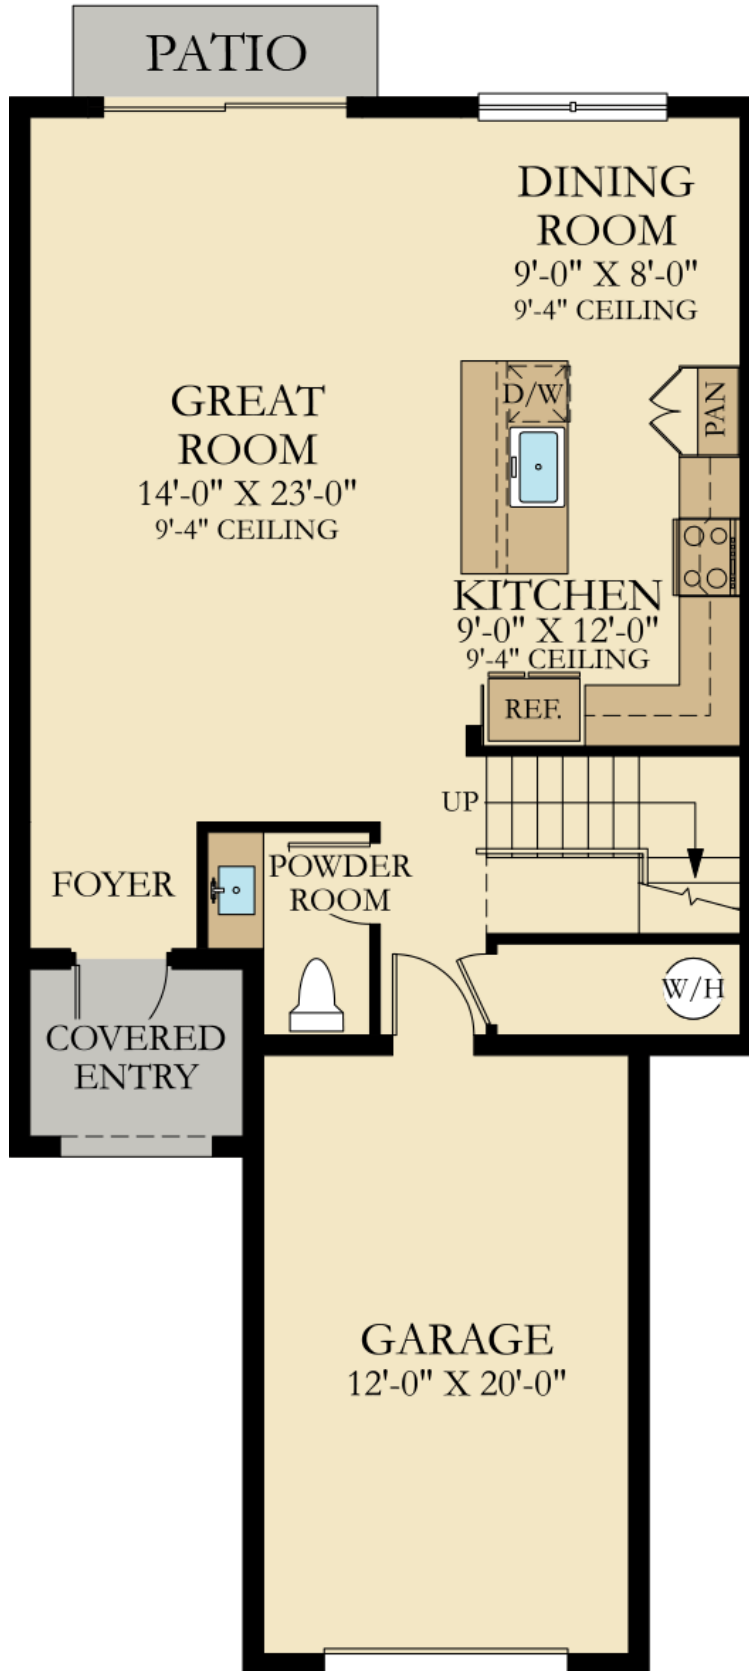 PATIO
DINING
ROOM
9'-0" X 8'-0"
9'-4" CEILING
GREAT
ROOM
14'-0" X 23'-0"
9'-4" CEILING
D/W
PAN
KITCHEN
9'-0" X 12'-0"
9'-4" CEILING
REF.
UP
FOYER
POWDER
ROOM
W/H
COVERED
ENTRY
GARAGE
12'-0" X 20'-0"